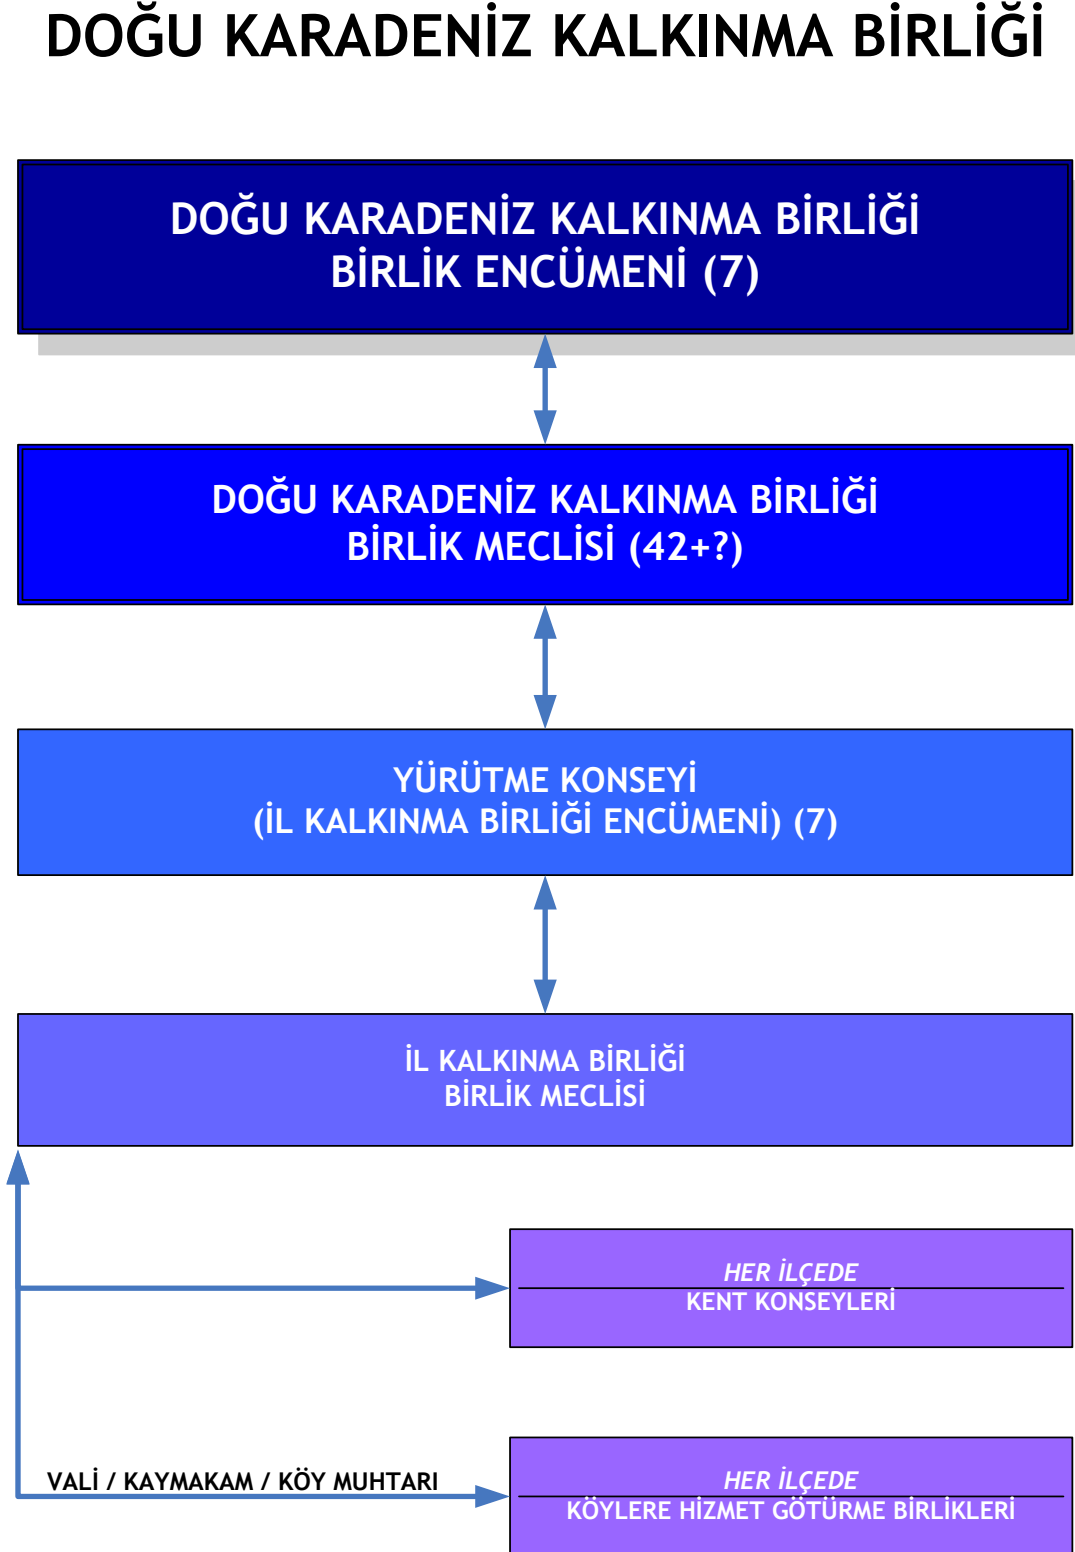 DOĞU KARADENİZ KALKINMA BİRLİĞİ
DOĞU KARADENİZ KALKINMA BİRLİĞİ
BİRLİK ENCÜMENİ (7)
DOĞU KARADENİZ KALKINMA BİRLİĞİ
BİRLİK MECLİSİ (42+?)
YÜRÜTME KONSEYİ
(İL KALKINMA BİRLİĞİ ENCÜMENİ) (7)
İL KALKINMA BİRLİĞİ
BİRLİK MECLİSİ
HER İLÇEDE
KENT KONSEYLERİ
VALİ / KAYMAKAM / KÖY MUHTARI
HER İLÇEDE
KÖYLERE HİZMET GÖTÜRME BİRLİKLERİ